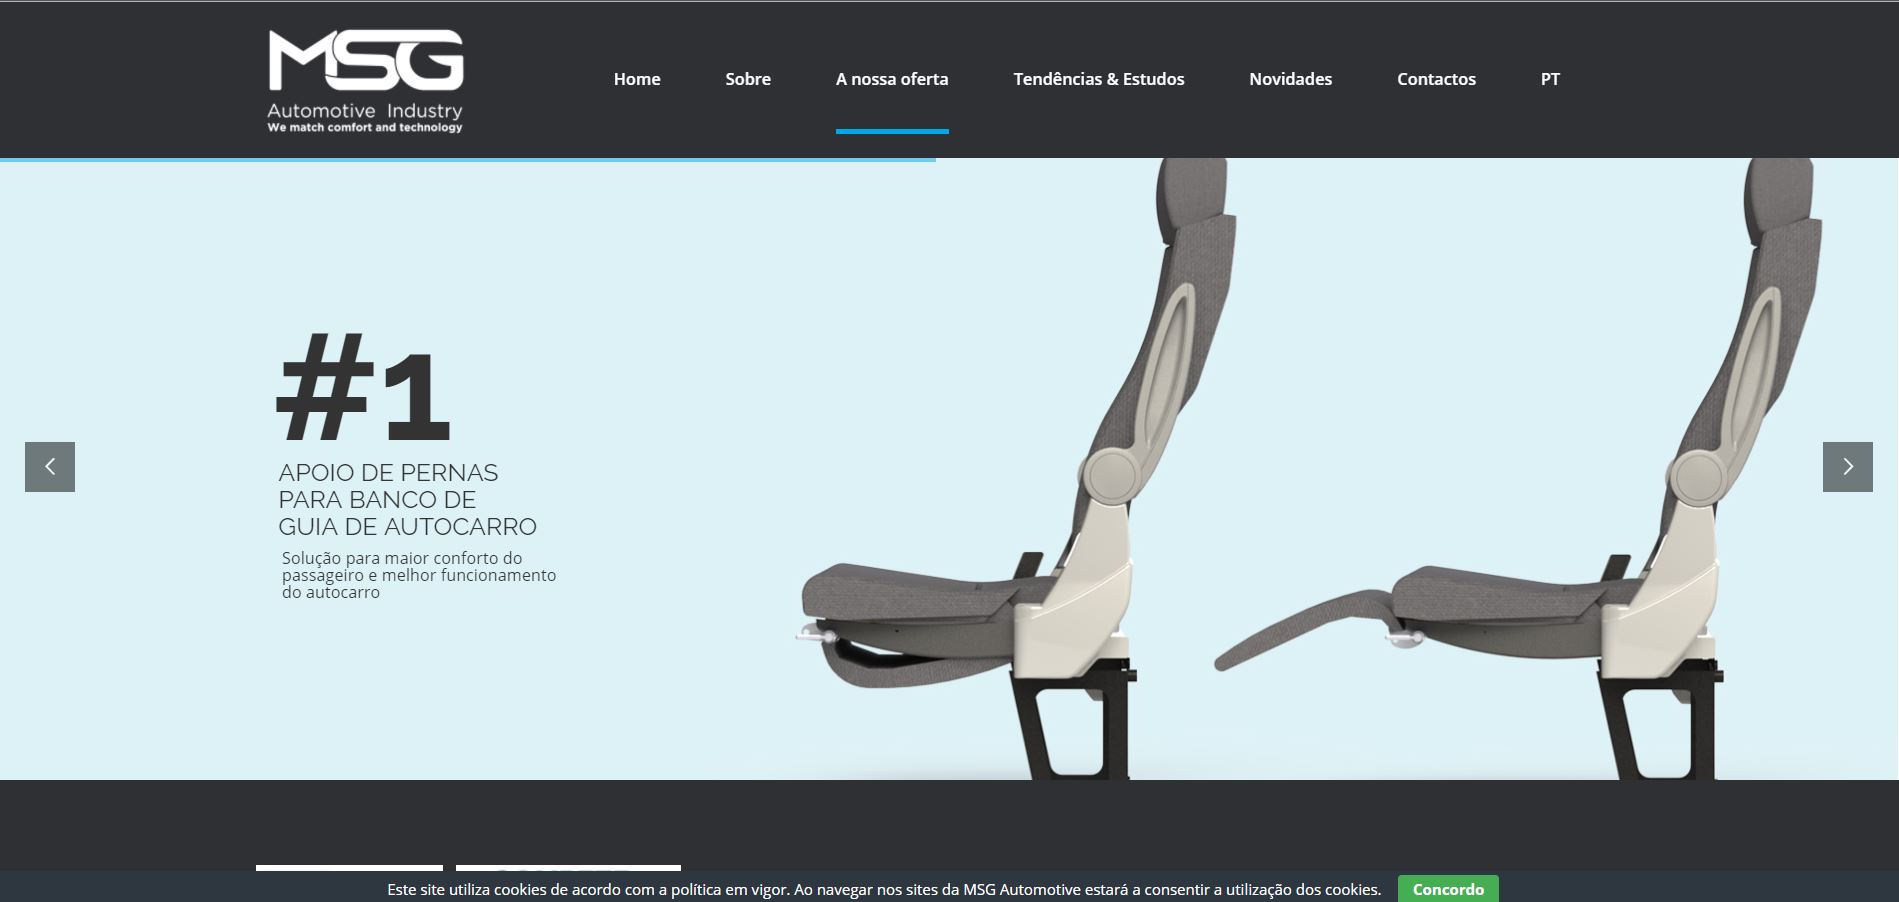 MSG
Automotive Industry
We match comfort and technology
Home
Sobre
A nossa oferta
Tendências & Estudos
Novidades
Contactos
PT
#1
APOIO DE PERNAS
PARA BANCO DE
GUIA DE AUTOCARRO
Solução para maior conforto do
passageiro e melhor funcionamento
do autocarro
Este site utiliza cookies de acordo com a política em vigor. Ao navegar nos sites da MSG Automotive estará a consentir a utilização dos cookies.
Concordo